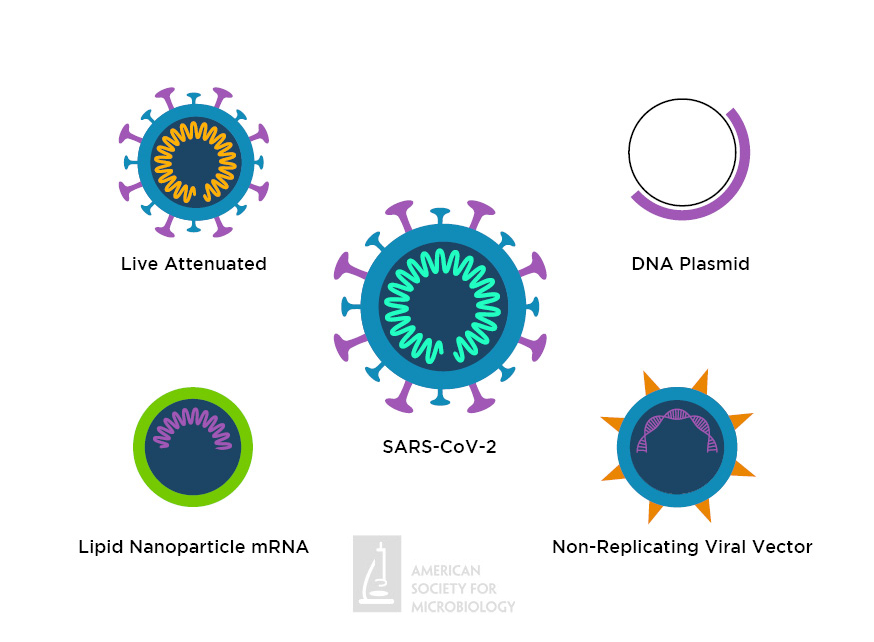 Live Attenuated
DNA Plasmid
SARS-CoV-2
Lipid Nanoparticle mRNA
Non-Replicating Viral Vector
AMERICAN
SOCIETY FOR
MICROBIOLOGY